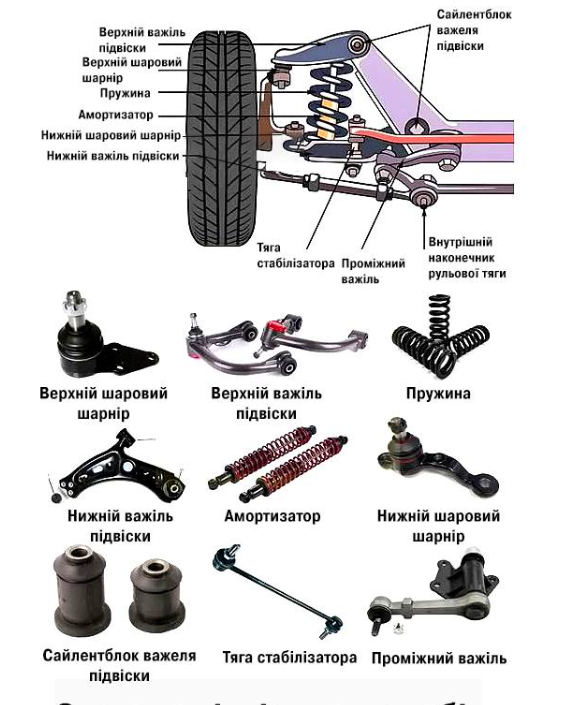 Верхній важіль
підвіски
Верхній шаровий
шарнір
Пружина
Амортизатор
Нижній шаровий шарнір
Нижній важіль підвіски
Сайлентблок
важеля
підвіски
Тяга
стабілізатора
Проміжний
важіль
Внутрішній
наконечник
рульової тяги
Верхній шаровий
шарнір
Верхній важіль
підвіски
Пружина
Нижній важіль
підвіски
Амортизатор
Нижній шаровий
шарнір
Сайлентблок важеля
підвіски
Тяга стабілізатора
Проміжний важіль